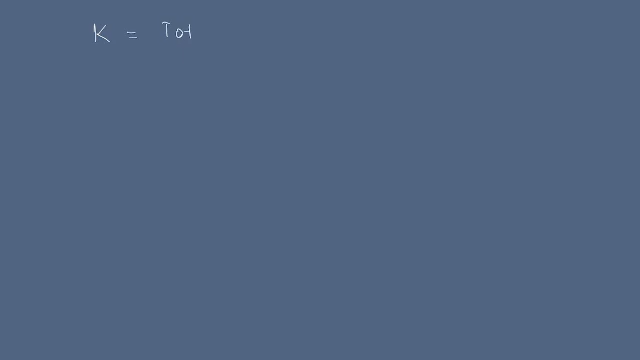 K = Tot